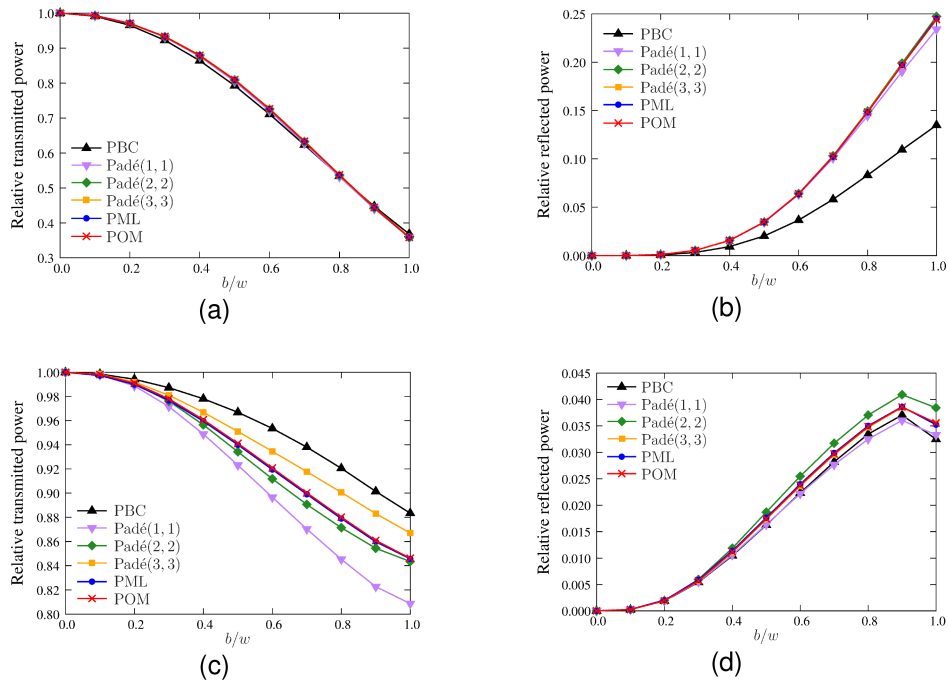 Relative transmitted power
1.0
0.9
0.8
0.7
0.6
0.5
0.4
0.3
PBC
Padé(1, 1)
Padé(2, 2)
Padé(3, 3)
PML
POM
0.0 0.2 0.4 0.6 0.8 1.0
b/w
(a)
Relative reflected power
0.25
0.20
0.15
0.10
0.05
0.00
PBC
Padé(1, 1)
Padé(2, 2)
Padé(3, 3)
PML
POM
0.0 0.2 0.4 0.6 0.8 1.0
b/w
(b)
Relative transmitted power
1.00
0.98
0.96
0.94
0.92
0.90
0.88
0.86
0.84
0.82
0.80
PBC
Padé(1, 1)
Padé(2, 2)
Padé(3, 3)
PML
POM
0.0 0.2 0.4 0.6 0.8 1.0
b/w
(c)
Relative reflected power
0.045
0.040
0.035
0.030
0.025
0.020
0.015
0.010
0.005
0.000
PBC
Padé(1, 1)
Padé(2, 2)
Padé(3, 3)
PML
POM
0.0 0.2 0.4 0.6 0.8 1.0
b/w
(d)